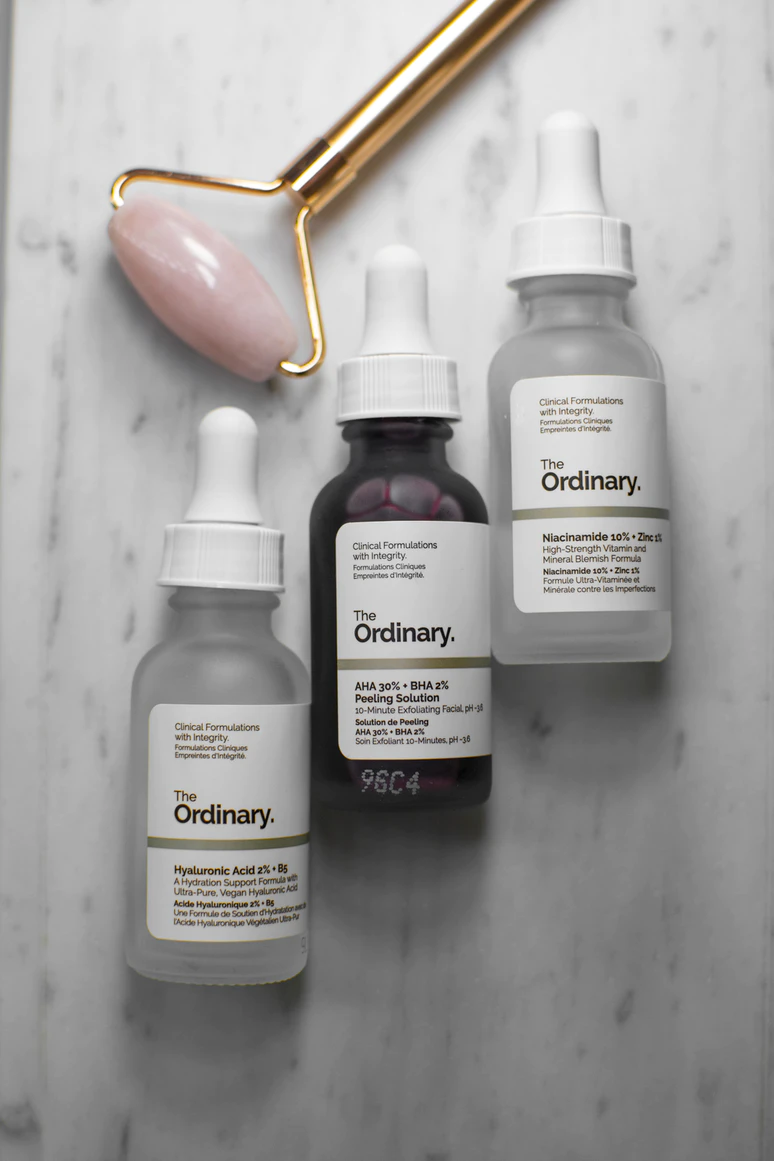 Clinical Formulations
with Integrity.
Formulations Cliniques
Empreintes d'Intégrité.
The
Ordinary.
Hyaluronic Acid 2% + B5
A Hydration Support Formula with
Ultra-Pure, Vegan Hyaluronic Acid
Acide Hyaluronique 2% + B5
Une Formule de Soutien d'Hydratation avec de
l'Acide Hyaluronique Végétalien Ultra-Pur
Clinical Formulations
with Integrity.
Formulations Cliniques
Empreintes d'Intégrité.
The
Ordinary.
AHA 30% + BHA 2%
Peeling Solution
10-Minute Exfoliating Facial, pH ~3.6
Solution de Peeling
AHA 30% + BHA 2%
Soin Exfoliant 10-Minutes, pH ~3.6
96C4
Clinical Formulations
with Integrity.
Formulations Cliniques
Empreintes d'Intégrité.
The
Ordinary.
Niacinamide 10% + Zinc 1%
High-Strength Vitamin and
Mineral Blemish Formula
Niacinamide 10% + Zinc 1%
Formule Ultra-Vitaminée et
Minérale contre les Imperfections